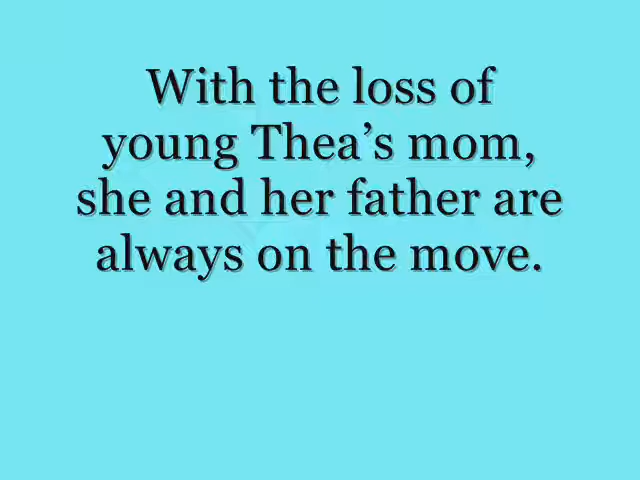 With the loss of
young Thea’s mom,
she and her father are
always on the move.